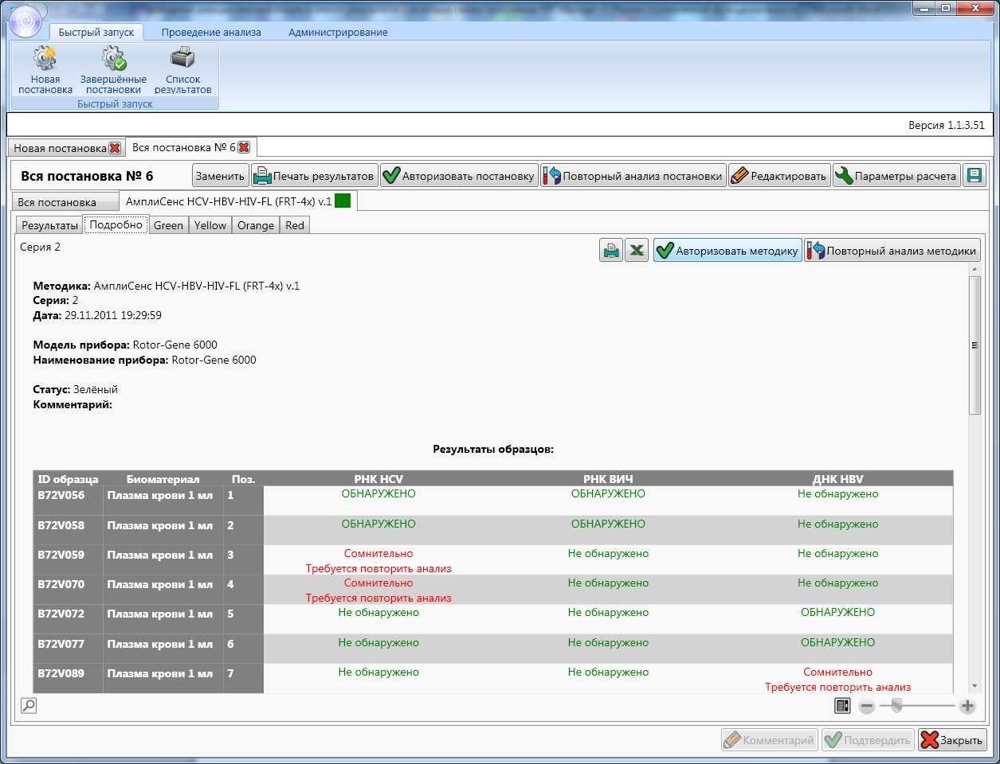 Быстрый запуск
Проведение анализа
Администрирование
Новая постановка
Завершённые постановки
Список результатов
Быстрый запуск
Версия 1.1.3.51
Новая постановка
Вся постановка № 6
Вся постановка № 6
Заменить
Печать результатов
Авторизовать постановку
Повторный анализ постановки
Редактировать
Параметры расчета
Вся постановка
АмплиСенс HCV-HBV-HIV-FL (FRT-4x) v.1
Результаты
Подробно
Green
Yellow
Orange
Red
Серия 2
Авторизовать методику
Повторный анализ методики
Методика: АмплиСенс HCV-HBV-HIV-FL (FRT-4x) v.1
Серия: 2
Дата: 29.11.2011 19:29:59
Модель прибора: Rotor-Gene 6000
Наименование прибора: Rotor-Gene 6000
Статус: Зелёный
Комментарий:
Результаты образцов:
ID образца Биоматериал Поз. РНК HCV РНК ВИЧ ДНК HBV
B72V056 Плазма крови 1 мл 1 ОБНАРУЖЕНО ОБНАРУЖЕНО Не обнаружено
B72V058 Плазма крови 1 мл 2 ОБНАРУЖЕНО ОБНАРУЖЕНО Не обнаружено
B72V059 Плазма крови 1 мл 3 Сомнительно Не обнаружено Не обнаружено
Требуется повторить анализ
B72V070 Плазма крови 1 мл 4 Сомнительно Не обнаружено Не обнаружено
Требуется повторить анализ
B72V072 Плазма крови 1 мл 5 Не обнаружено Не обнаружено ОБНАРУЖЕНО
B72V077 Плазма крови 1 мл 6 Не обнаружено Не обнаружено ОБНАРУЖЕНО
B72V089 Плазма крови 1 мл 7 Не обнаружено Не обнаружено Сомнительно
Требуется повторить анализ
Комментарий
Подтвердить
Закрыть